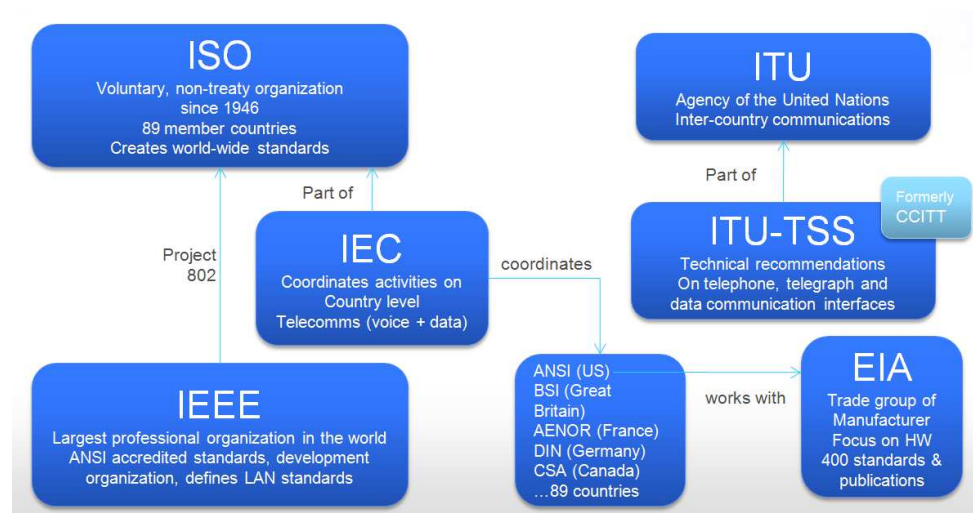 ISO
Voluntary, non-treaty organization
since 1946
89 member countries
Creates world-wide standards
ITU
Agency of the United Nations
Inter-country communications
Part of
Part of
Formerly
CCITT
Project
802
IEC
Coordinates activities on
Country level
Telecomms (voice + data)
coordinates
ITU-TSS
Technical recommendations
On telephone, telegraph and
data communication interfaces
IEEE
Largest professional organization in the world
ANSI accredited standards, development
organization, defines LAN standards
ANSI (US)
BSI (Great
Britain)
AENOR (France)
DIN (Germany)
CSA (Canada)
…89 countries
works with
EIA
Trade group of
Manufacturer
Focus on HW
400 standards &
publications